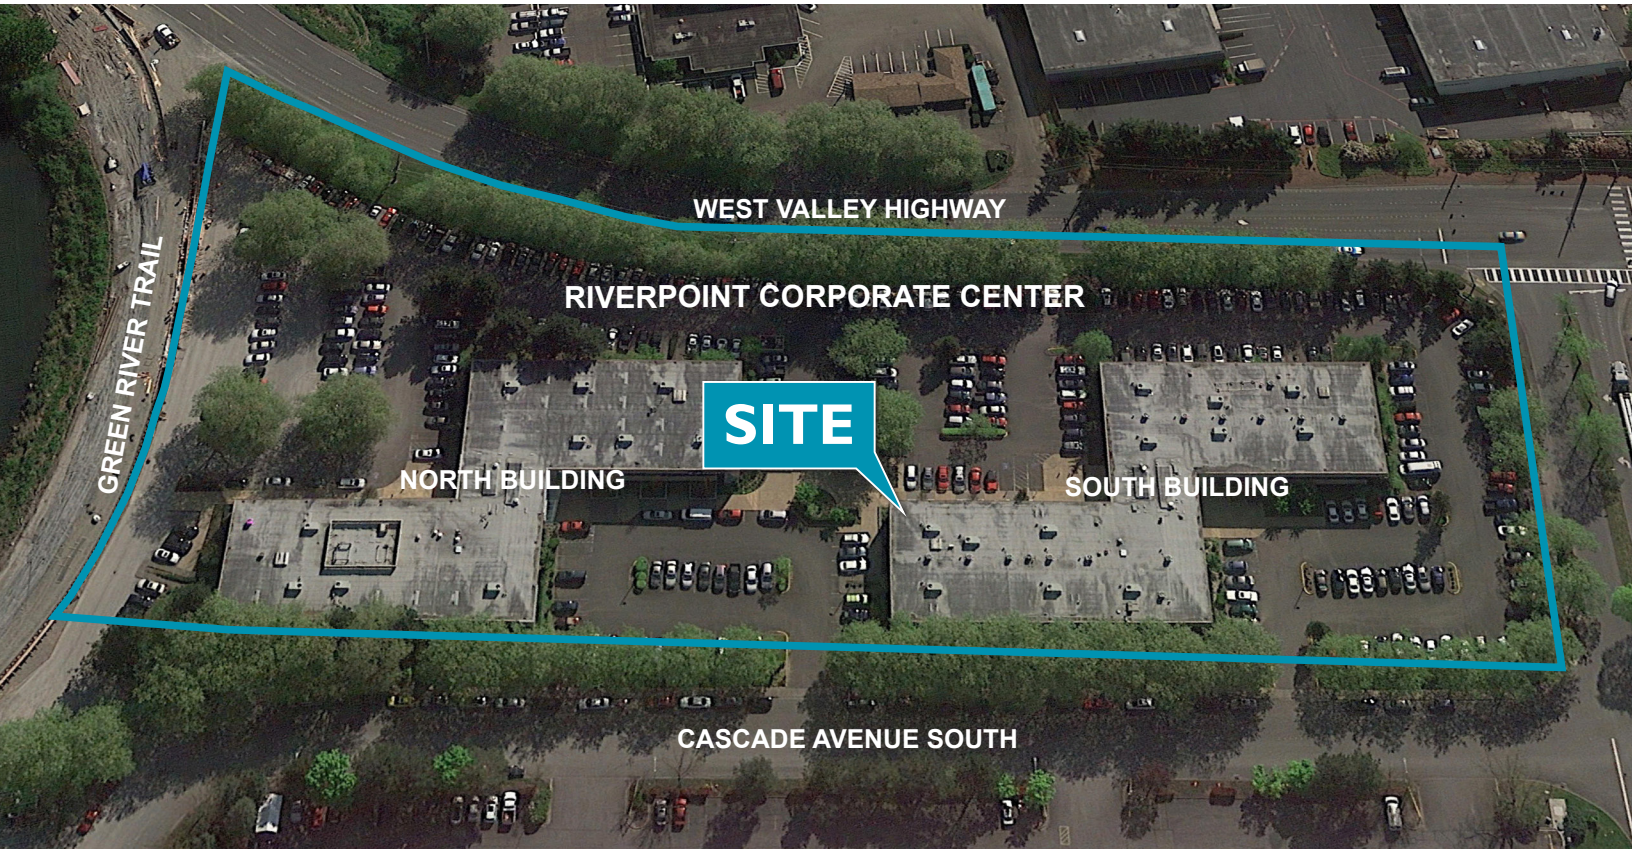 WEST VALLEY HIGHWAY
RIVERPOINT CORPORATE CENTER
GREEN RIVER TRAIL
SITE
NORTH BUILDING
SOUTH BUILDING
CASCADE AVENUE SOUTH